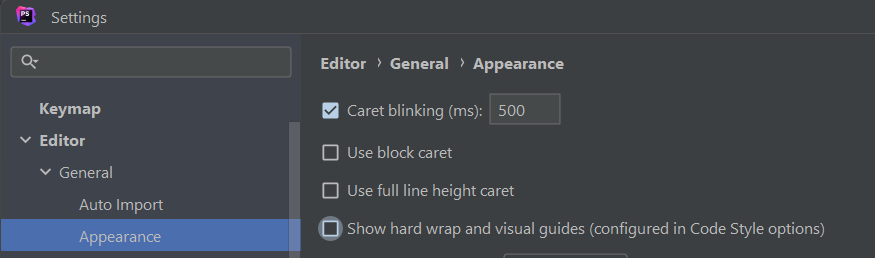 PS
Settings
Keymap
Editor
General
Auto Import
Appearance
Editor › General › Appearance
Caret blinking (ms): 500
Use block caret
Use full line height caret
Show hard wrap and visual guides (configured in Code Style options)